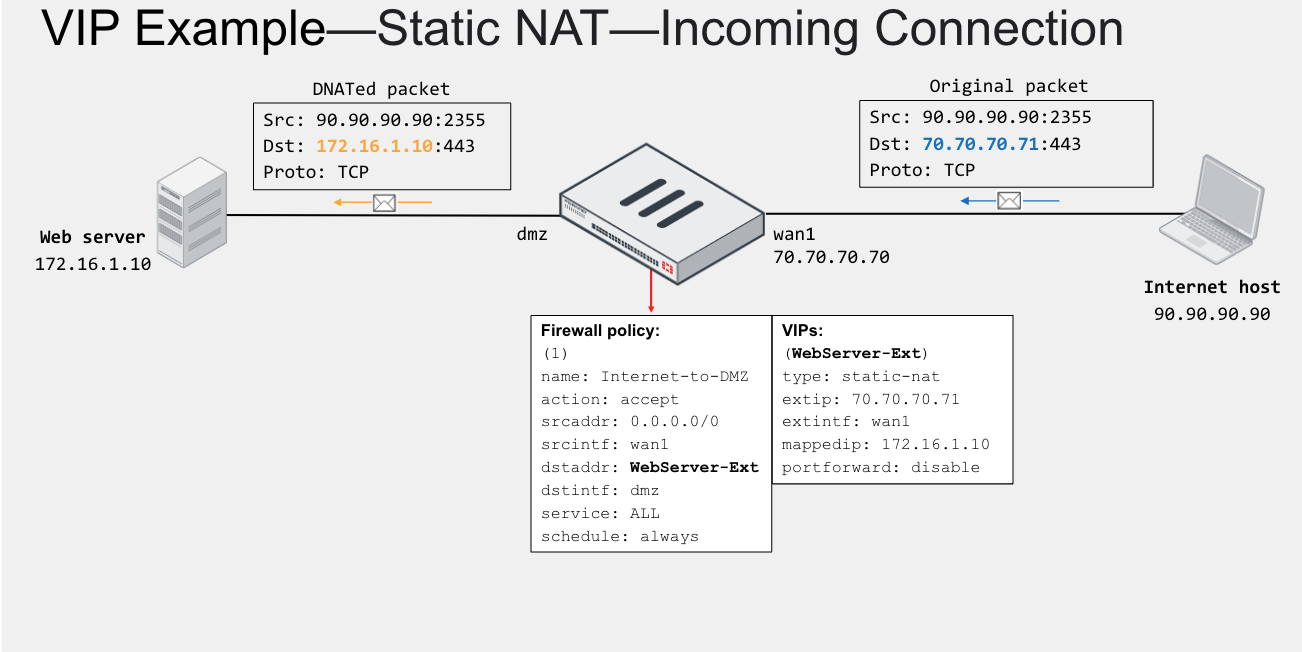 VIP Example—Static NAT—Incoming Connection
DNATed packet
Src: 90.90.90.90:2355
Dst: 172.16.1.10:443
Proto: TCP
Original packet
Src: 90.90.90.90:2355
Dst: 70.70.70.71:443
Proto: TCP
Web server
172.16.1.10
dmz
wan1
70.70.70.70
Internet host
90.90.90.90
Firewall policy:
(1)
name: Internet-to-DMZ
action: accept
srcaddr: 0.0.0.0/0
srcintf: wan1
dstaddr: WebServer-Ext
dstintf: dmz
service: ALL
schedule: always
VIPs:
(WebServer-Ext)
type: static-nat
extip: 70.70.70.71
extintf: wan1
mappedip: 172.16.1.10
portforward: disable